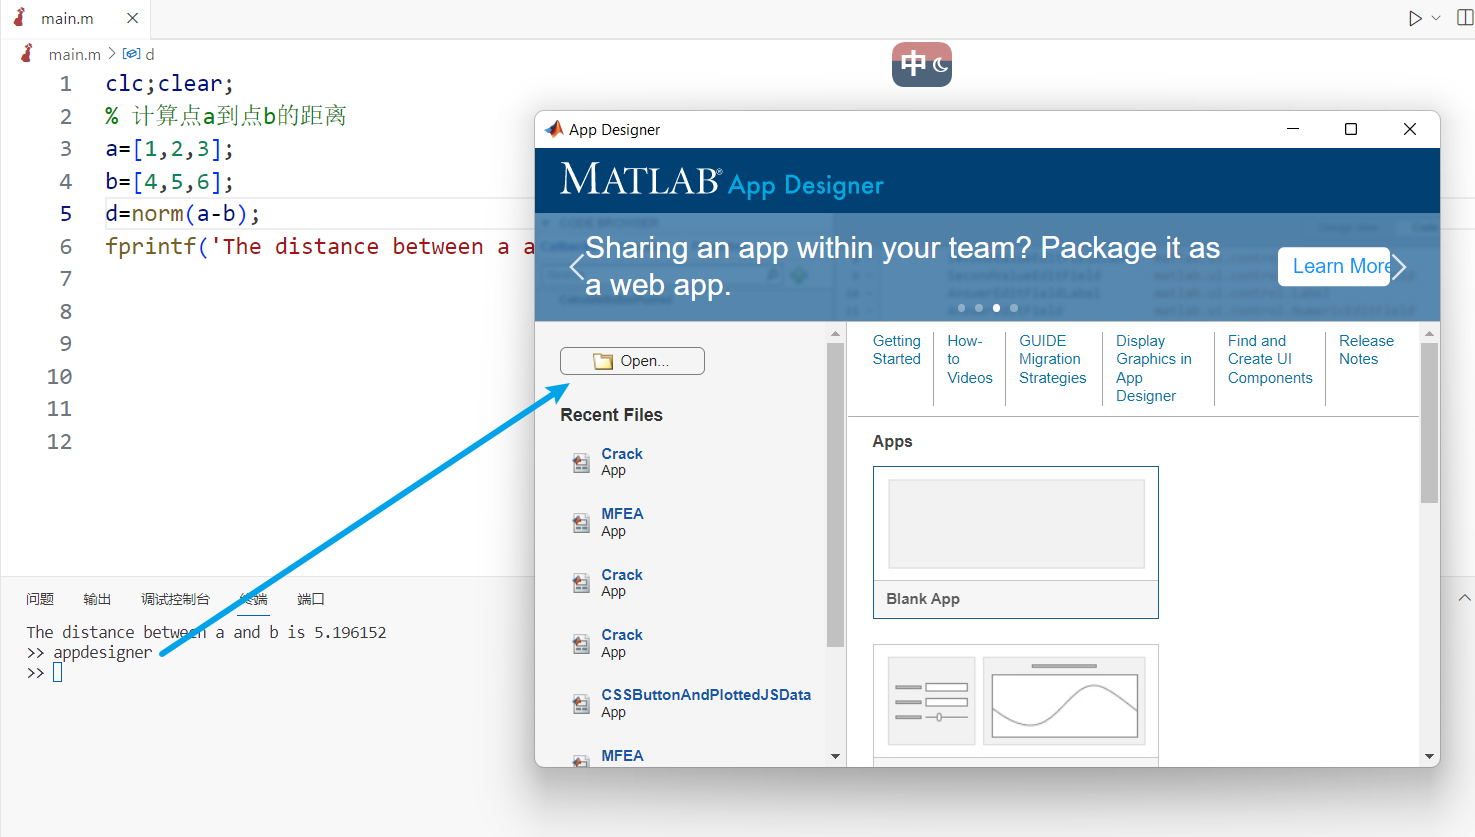 main.m
main.m > d
1 clc;clear;
2 % 计算点a到点b的距离
3 a=[1,2,3];
4 b=[4,5,6];
5 d=norm(a-b);
6 fprintf('The distance between a a
7
8
9
10
11
12
中
App Designer
MATLAB® App Designer
Sharing an app within your team? Package it as
a web app.
Learn More
Open...
Recent Files
Crack
App
MFEA
App
Crack
App
Crack
App
CSSButtonAndPlottedJSData
App
MFEA
Getting
Started
How-
to
Videos
GUIDE
Migration
Strategies
Display
Graphics in
App
Designer
Find and
Create UI
Components
Release
Notes
Apps
Blank App
问题 输出 调试控制台 终端 端口
The distance between a and b is 5.196152
>> appdesigner
>>